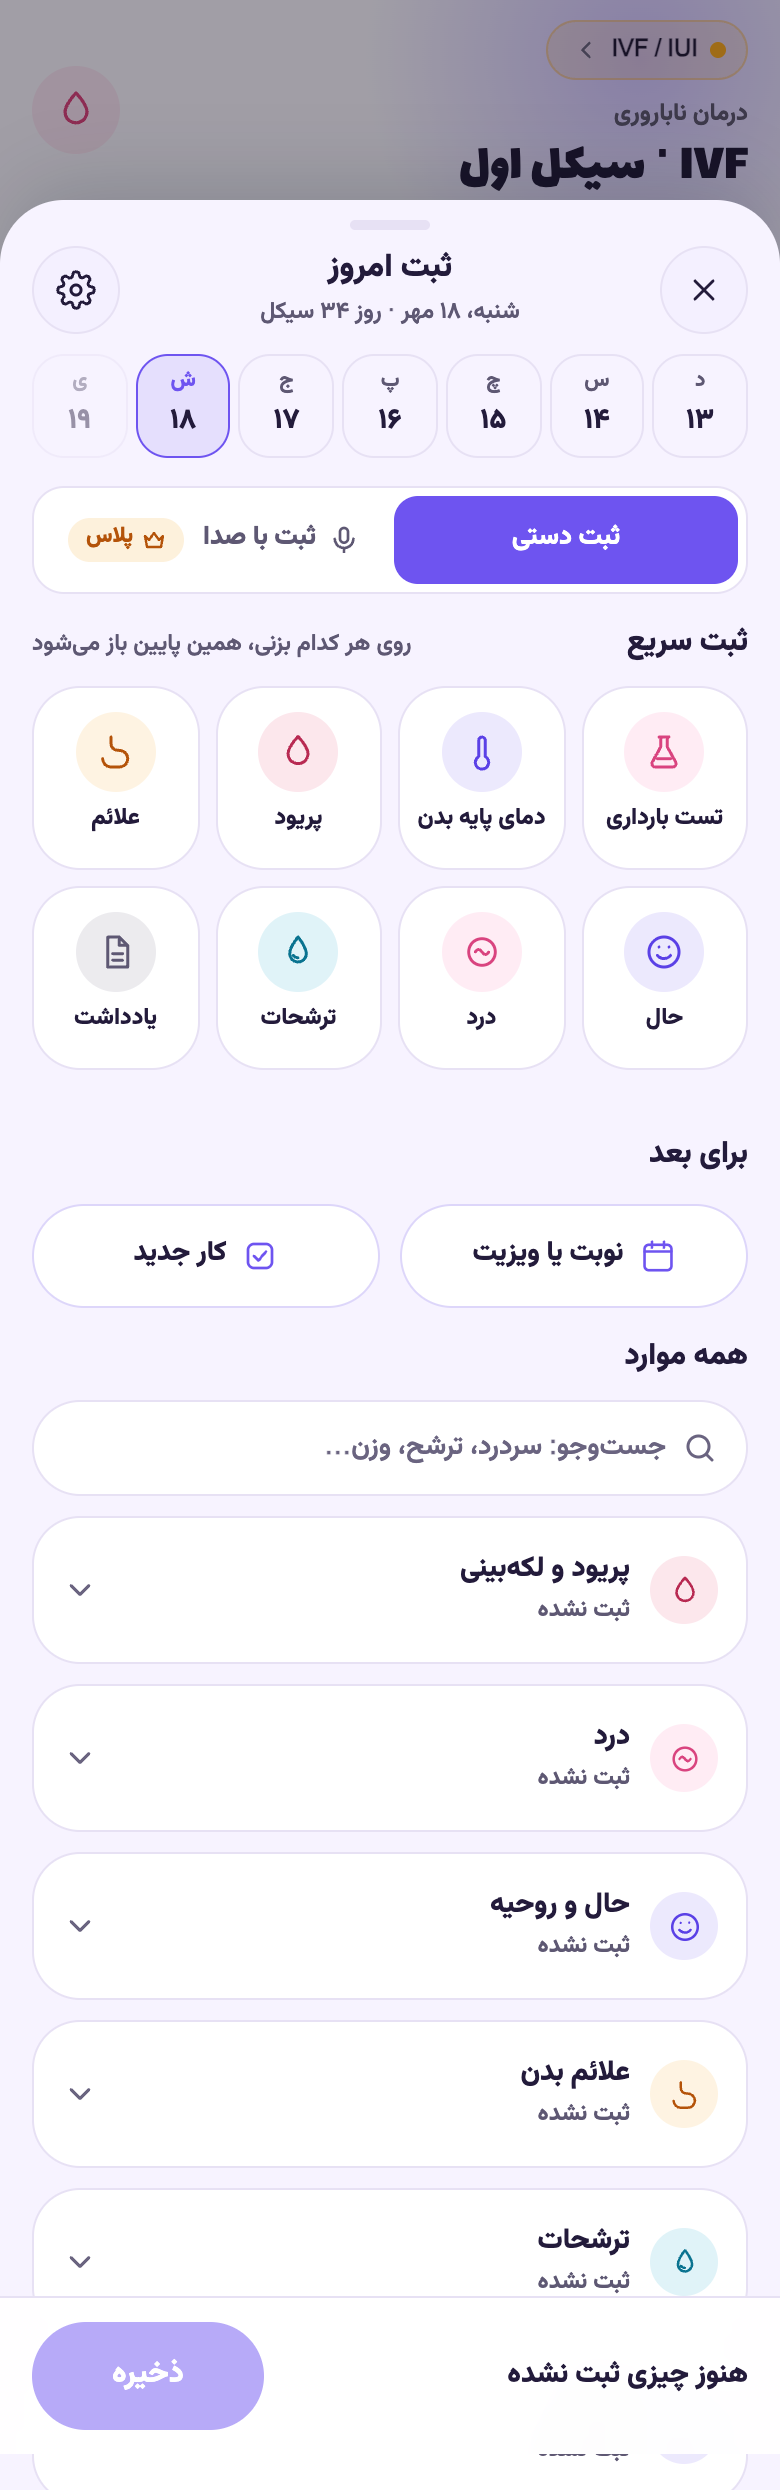 IVF / IUI
درمان ناباروری
IVF · سیکل اول
ثبت امروز
شنبه، ۱۸ مهر · روز ۳۴ سیکل
د س چ پ ج ش ی
۱۳ ۱۴ ۱۵ ۱۶ ۱۷ ۱۸ ۱۹
ثبت دستی ثبت با صدا پلاس
ثبت سریع روی هر کدام بزنی، همین پایین باز می‌شود
تست بارداری دمای پایه بدن پریود علائم
حال درد ترشحات یادداشت
برای بعد
نوبت یا ویزیت کار جدید
همه موارد
جست‌وجو: سردرد، ترشح، وزن...
پریود و لکه‌بینی
ثبت نشده
درد
ثبت نشده
حال و روحیه
ثبت نشده
علائم بدن
ثبت نشده
ترشحات
ثبت نشده
هنوز چیزی ثبت نشده ذخیره